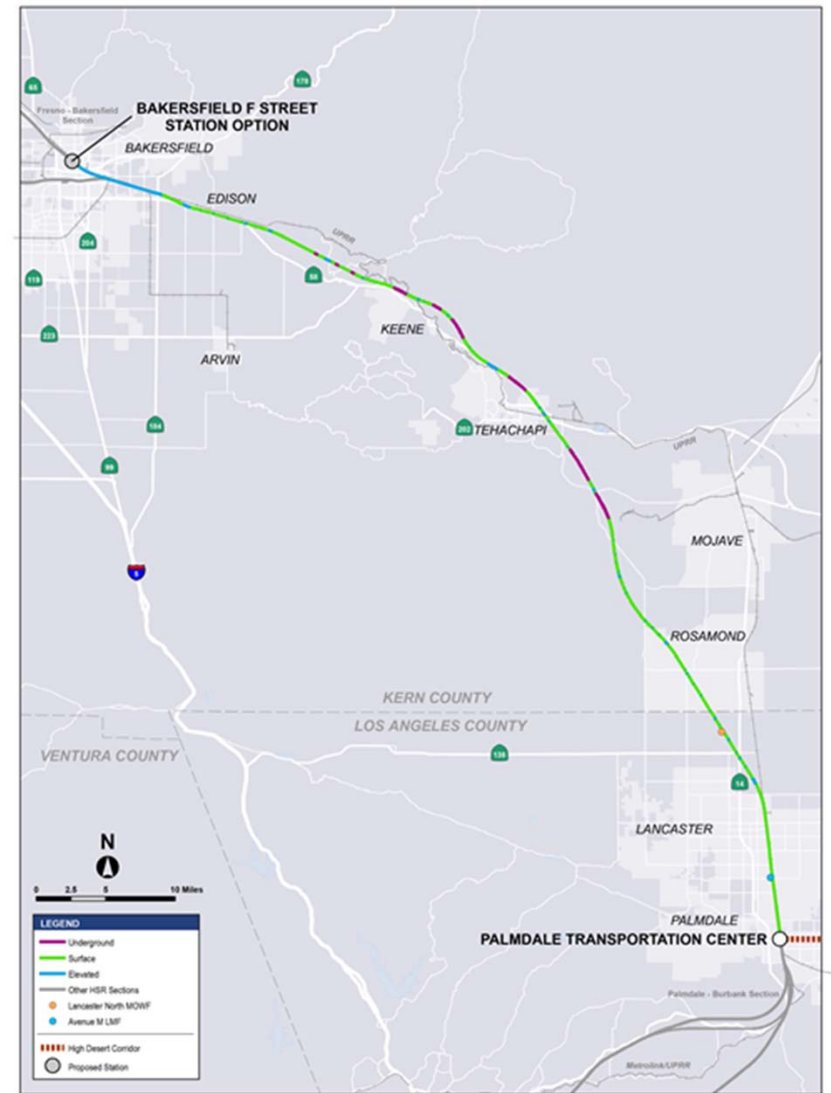 178
65
Fresno - Bakersfield
Section
BAKERSFIELD F STREET
STATION OPTION
BAKERSFIELD
EDISON
UPRR
204
58
119
223
KEENE
ARVIN
184
202
TEHACHAPI
UPRR
99
MOJAVE
5
ROSAMOND
KERN COUNTY
LOS ANGELES COUNTY
VENTURA COUNTY
138
14
LANCASTER
N
0 2.5 5 10 Miles
PALMDALE
PALMDALE TRANSPORTATION CENTER
LEGEND
Underground
Surface
Elevated
Other HSR Sections
Lancaster North MOWF
Avenue M LMF
High Desert Corridor
Proposed Station
Palmdale - Burbank Section
Metrolink/UPRR